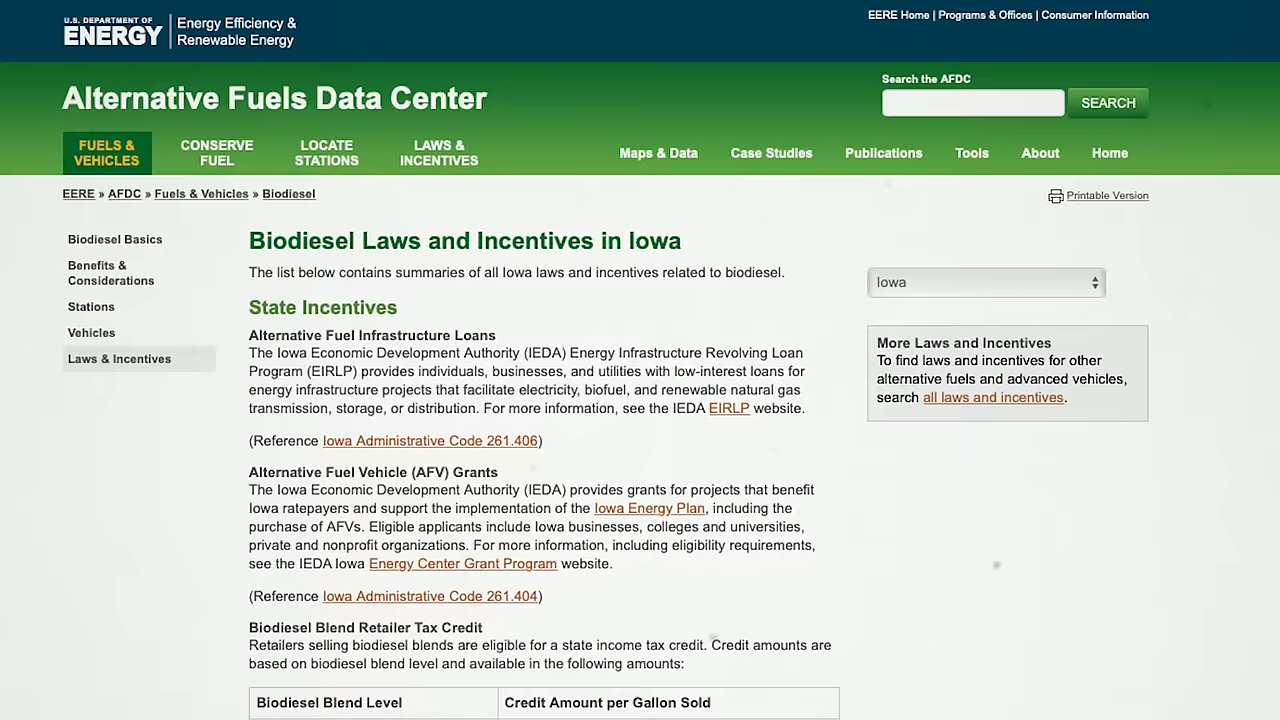 U.S. DEPARTMENT OF
ENERGY
Energy Efficiency &
Renewable Energy
EERE Home | Programs & Offices | Consumer Information
Alternative Fuels Data Center
Search the AFDC
SEARCH
FUELS &
VEHICLES
CONSERVE
FUEL
LOCATE
STATIONS
LAWS &
INCENTIVES
Maps & Data
Case Studies
Publications
Tools
About
Home
EERE » AFDC » Fuels & Vehicles » Biodiesel
Printable Version
Biodiesel Basics
Benefits &
Considerations
Stations
Vehicles
Laws & Incentives
Biodiesel Laws and Incentives in Iowa
The list below contains summaries of all Iowa laws and incentives related to biodiesel.
State Incentives
Alternative Fuel Infrastructure Loans
The Iowa Economic Development Authority (IEDA) Energy Infrastructure Revolving Loan
Program (EIRLP) provides individuals, businesses, and utilities with low-interest loans for
energy infrastructure projects that facilitate electricity, biofuel, and renewable natural gas
transmission, storage, or distribution. For more information, see the IEDA EIRLP website.
(Reference Iowa Administrative Code 261.406)
Alternative Fuel Vehicle (AFV) Grants
The Iowa Economic Development Authority (IEDA) provides grants for projects that benefit
Iowa ratepayers and support the implementation of the Iowa Energy Plan, including the
purchase of AFVs. Eligible applicants include Iowa businesses, colleges and universities,
private and nonprofit organizations. For more information, including eligibility requirements,
see the IEDA Iowa Energy Center Grant Program website.
(Reference Iowa Administrative Code 261.404)
Biodiesel Blend Retailer Tax Credit
Retailers selling biodiesel blends are eligible for a state income tax credit. Credit amounts are
based on biodiesel blend level and available in the following amounts:
Biodiesel Blend Level
Credit Amount per Gallon Sold
Iowa
More Laws and Incentives
To find laws and incentives for other
alternative fuels and advanced vehicles,
search all laws and incentives.